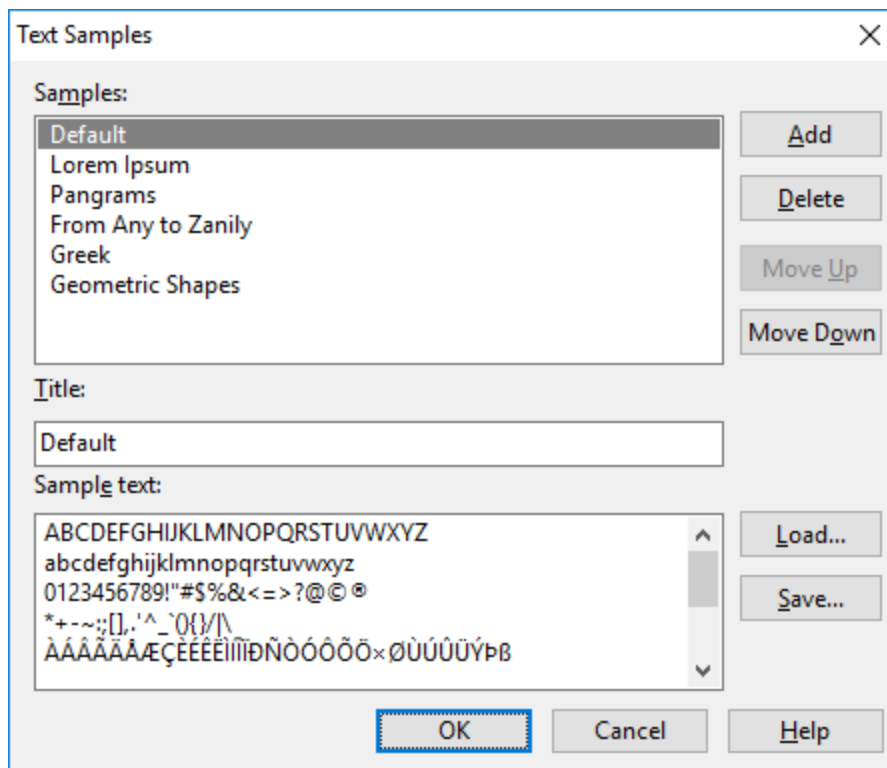 Text Samples
Samples:
Default
Lorem Ipsum
Pangrams
From Any to Zanily
Greek
Geometric Shapes
Add
Delete
Move Up
Move Down
Title:
Default
Sample text:
ABCDEFGHIJKLMNOPQRSTUVWXYZ
abcdefghijklmnopqrstuvwxyz
0123456789!"#$%&<=>?@©®
*+-~:;[],.'^_`(){}/|\
ÀÁÂÃÄÅÆÇÈÉÊËÌÍÎÏÐÑÒÓÔÕÖ×ØÙÚÛÜÝÞß
Load...
Save...
OK
Cancel
Help